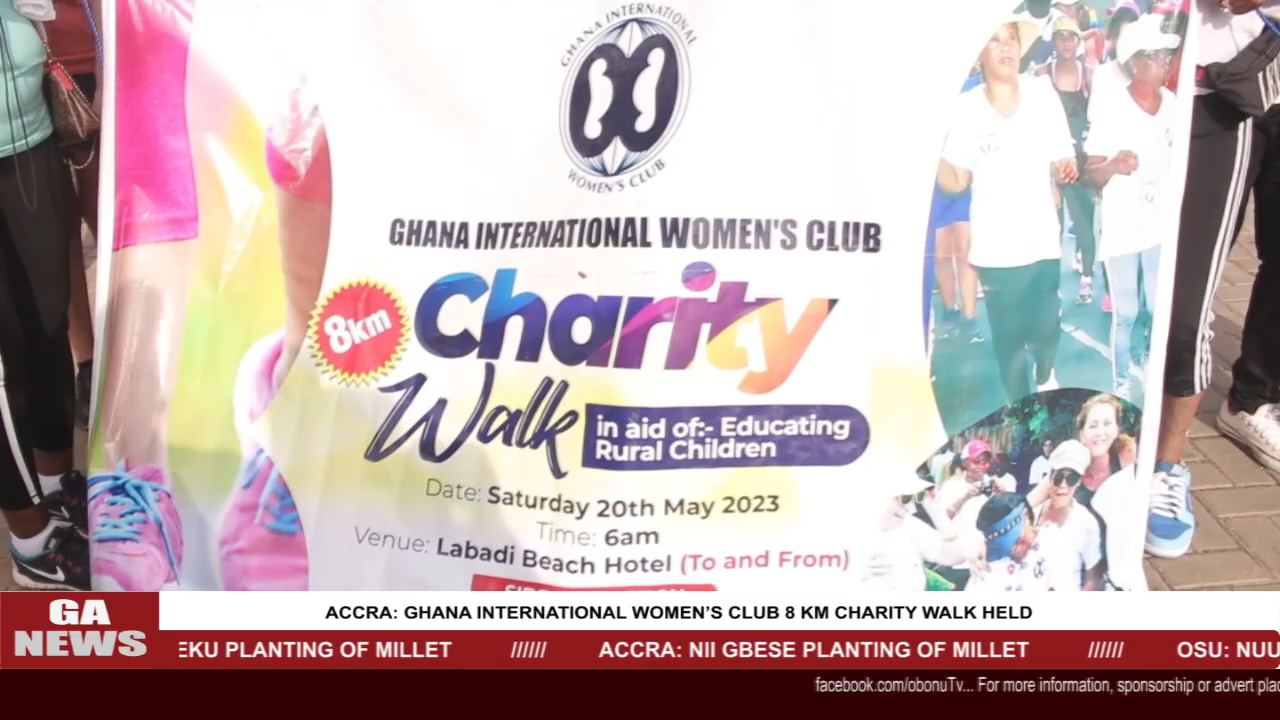 GHANA INTERNATIONAL
WOMEN'S CLUB
GHANA INTERNATIONAL WOMEN'S CLUB
8km
Charity
Walk
in aid of:- Educating
Rural Children
Date: Saturday 20th May 2023
Time: 6am
Venue: Labadi Beach Hotel (To and From)
GA
NEWS
ACCRA: GHANA INTERNATIONAL WOMEN’S CLUB 8 KM CHARITY WALK HELD
EKU PLANTING OF MILLET ////// ACCRA: NII GBESE PLANTING OF MILLET ////// OSU: NUU
facebook.com/obonuTv... For more information, sponsorship or advert plac